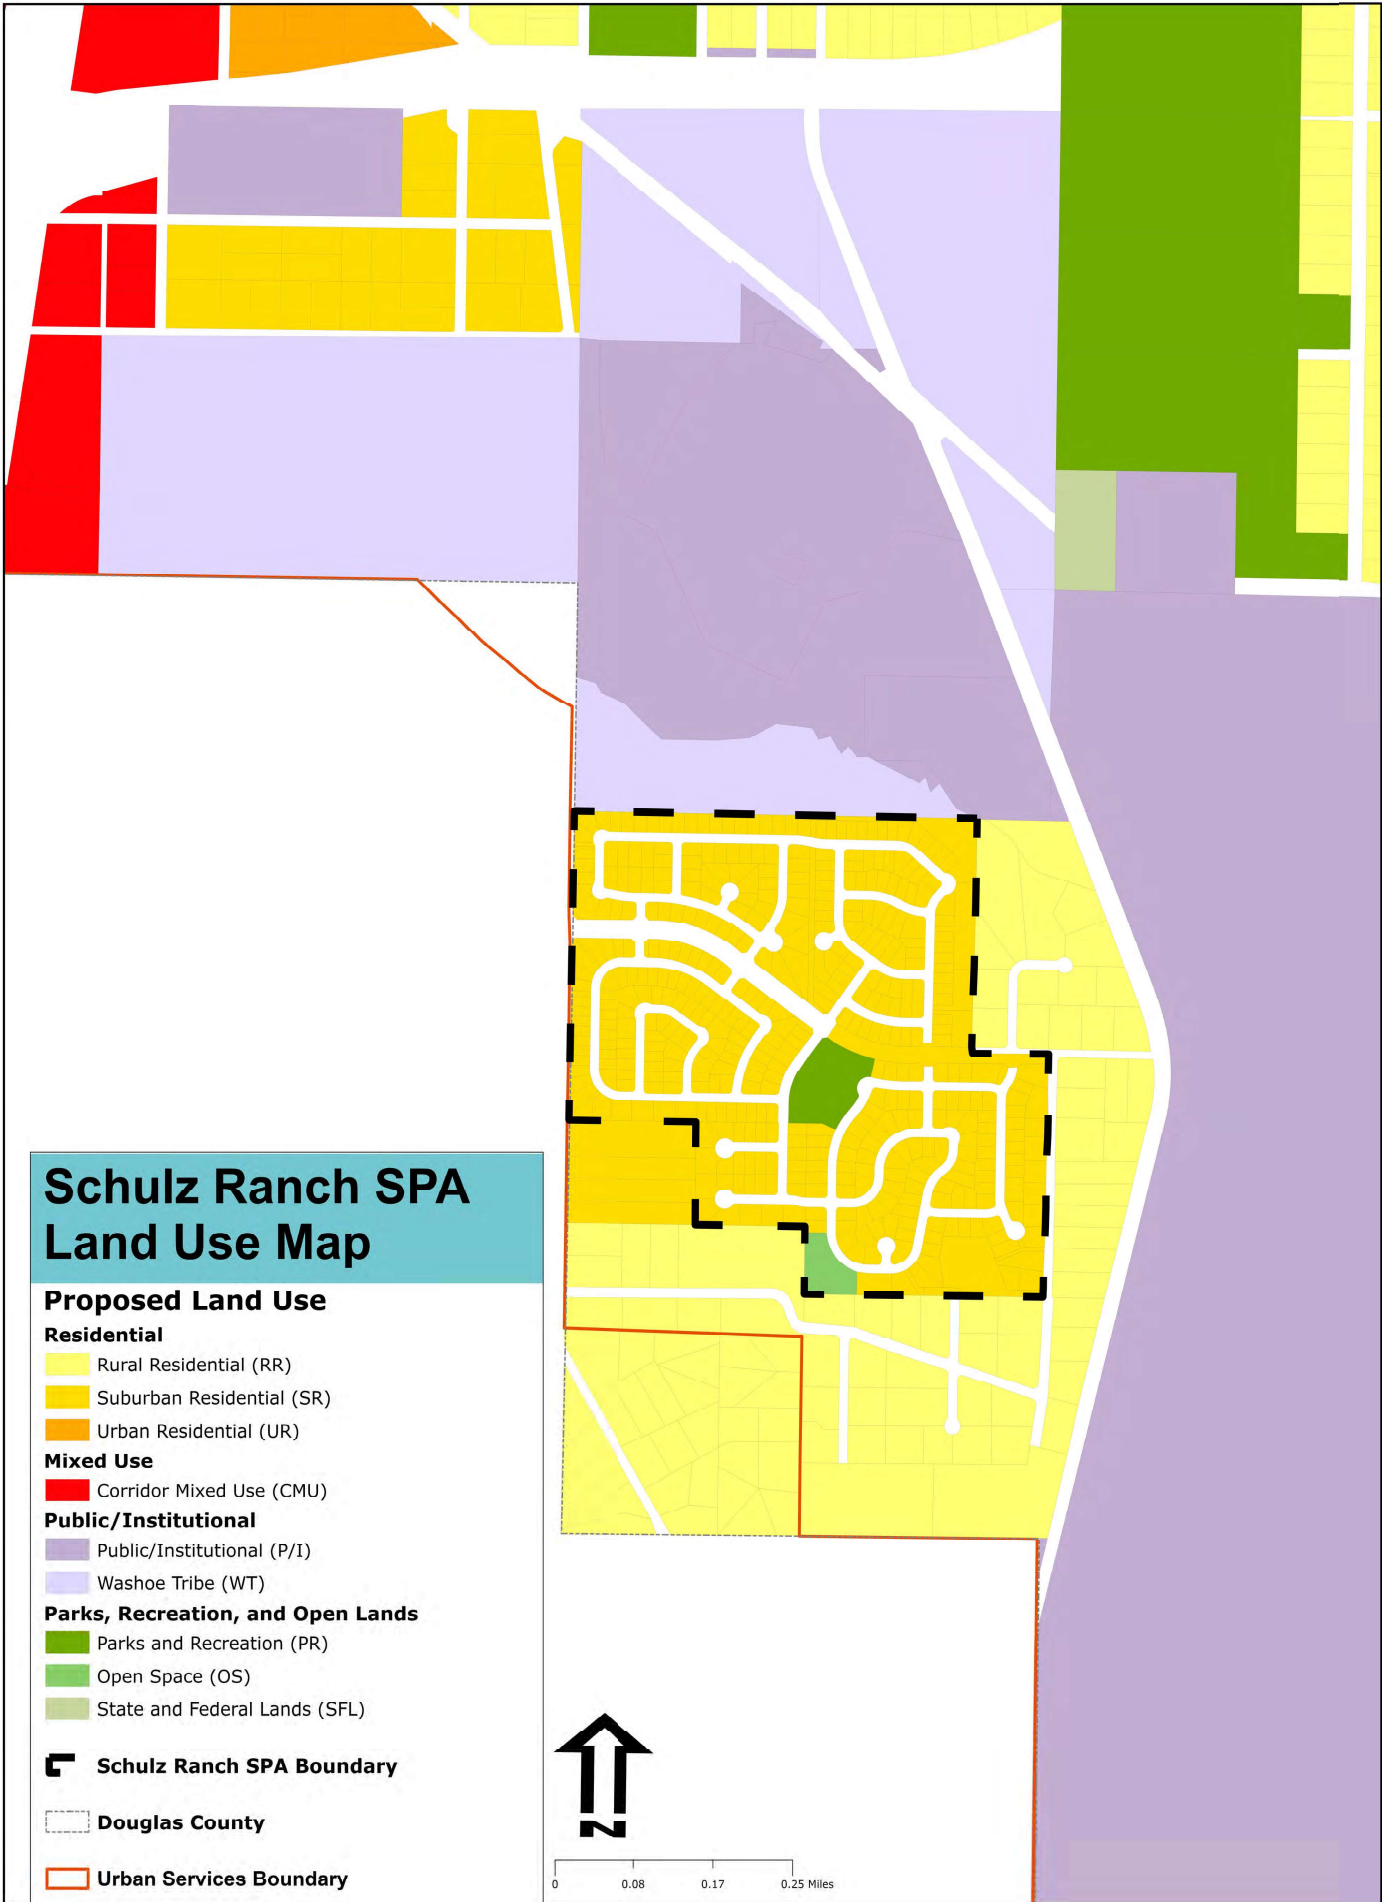 Schulz Ranch SPA
Land Use Map
Proposed Land Use
Residential
Rural Residential (RR)
Suburban Residential (SR)
Urban Residential (UR)
Mixed Use
Corridor Mixed Use (CMU)
Public/Institutional
Public/Institutional (P/I)
Washoe Tribe (WT)
Parks, Recreation, and Open Lands
Parks and Recreation (PR)
Open Space (OS)
State and Federal Lands (SFL)
Schulz Ranch SPA Boundary
Douglas County
Urban Services Boundary
N
0 0.08 0.17 0.25 Miles